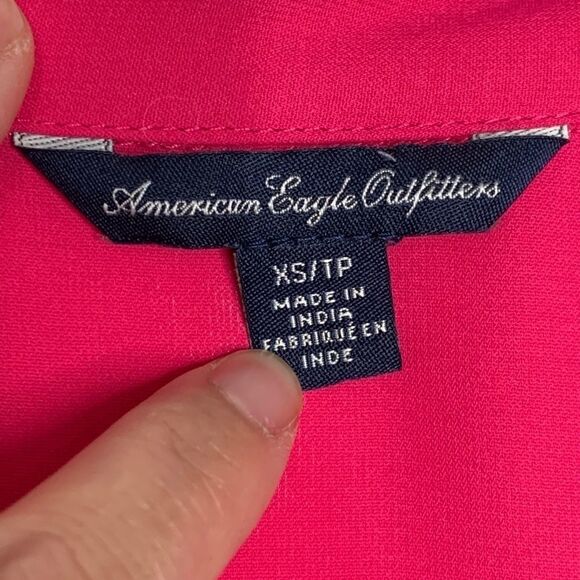 American Eagle Outfitters
XS/TP
MADE IN
INDIA
FABRIQUÉ EN
INDE